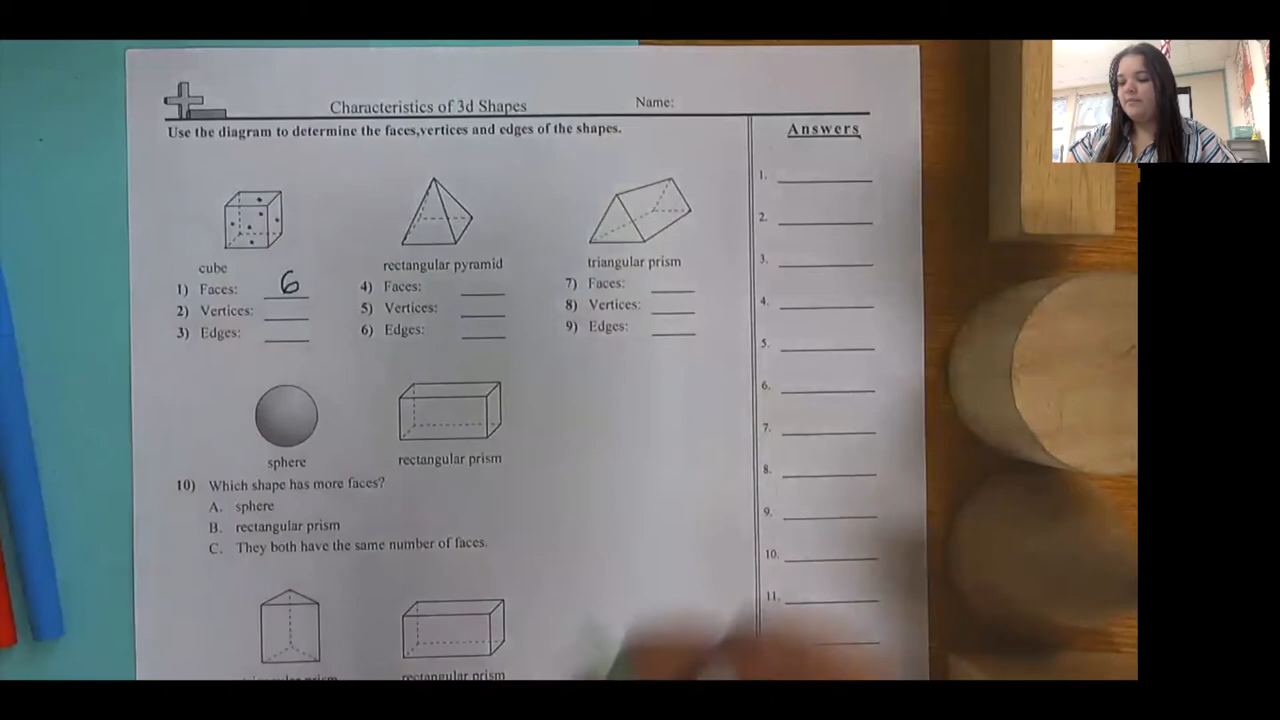 Characteristics of 3d Shapes Name:
Use the diagram to determine the faces,vertices and edges of the shapes.
Answers
cube
1) Faces: 6
2) Vertices:
3) Edges:
rectangular pyramid
4) Faces:
5) Vertices:
6) Edges:
triangular prism
7) Faces:
8) Vertices:
9) Edges:
sphere
rectangular prism
10) Which shape has more faces?
A. sphere
B. rectangular prism
C. They both have the same number of faces.
rectangular prism
1.
2.
3.
4.
5.
6.
7.
8.
9.
10.
11.